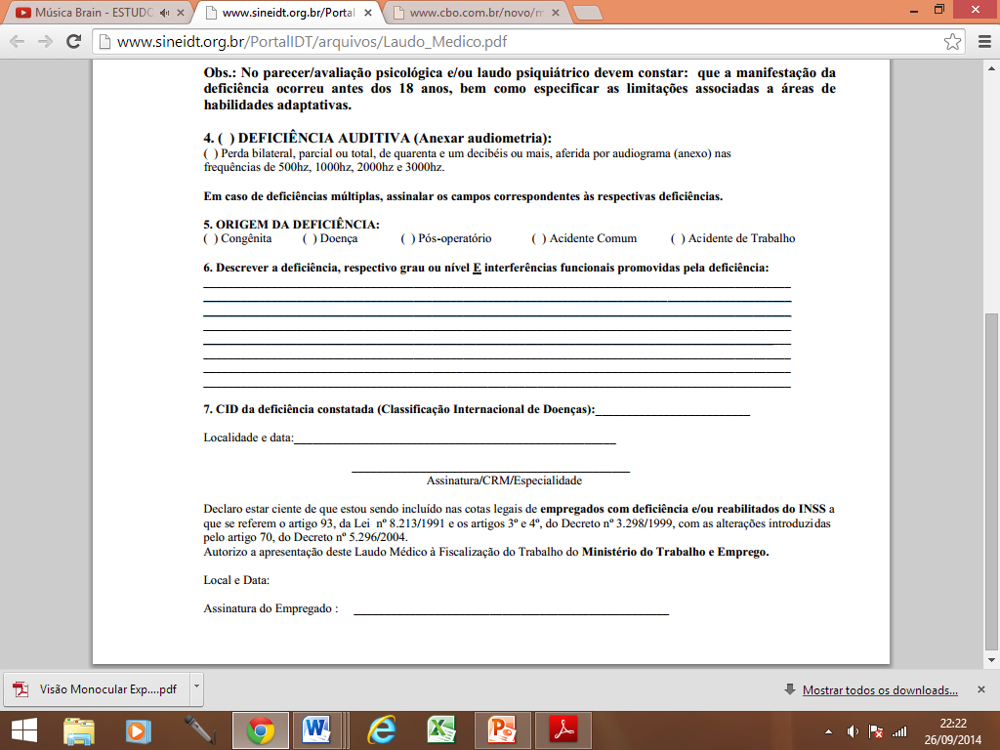 Música Brain - ESTUDO
www.sineidt.org.br/Portal
www.cbo.com.br/novo/m
www.sineidt.org.br/PortalIDT/arquivos/Laudo_Medico.pdf
Obs.: No parecer/avaliação psicológica e/ou laudo psiquiátrico devem constar: que a manifestação da
deficiência ocorreu antes dos 18 anos, bem como especificar as limitações associadas a áreas de
habilidades adaptativas.
4. ( ) DEFICIÊNCIA AUDITIVA (Anexar audiometria):
( ) Perda bilateral, parcial ou total, de quarenta e um decibéis ou mais, aferida por audiograma (anexo) nas
frequências de 500hz, 1000hz, 2000hz e 3000hz.
Em caso de deficiências múltiplas, assinalar os campos correspondentes às respectivas deficiências.
5. ORIGEM DA DEFICIÊNCIA:
( ) Congênita ( ) Doença ( ) Pós-operatório ( ) Acidente Comum ( ) Acidente de Trabalho
6. Descrever a deficiência, respectivo grau ou nível E interferências funcionais promovidas pela deficiência:
7. CID da deficiência constatada (Classificação Internacional de Doenças):
Localidade e data:
Assinatura/CRM/Especialidade
Declaro estar ciente de que estou sendo incluído nas cotas legais de empregados com deficiência e/ou reabilitados do INSS a
que se referem o artigo 93, da Lei nº 8.213/1991 e os artigos 3º e 4º, do Decreto nº 3.298/1999, com as alterações introduzidas
pelo artigo 70, do Decreto nº 5.296/2004.
Autorizo a apresentação deste Laudo Médico à Fiscalização do Trabalho do Ministério do Trabalho e Emprego.
Local e Data:
Assinatura do Empregado :
Visão Monocular Exp....pdf
Mostrar todos os downloads...
22:22
26/09/2014